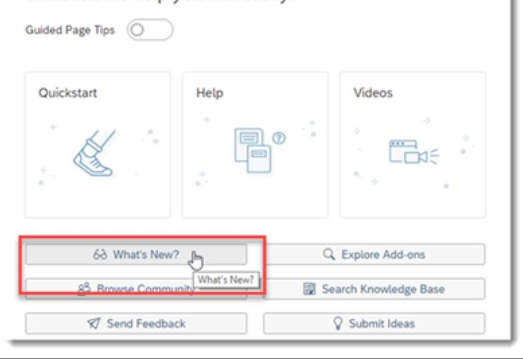 Guided Page Tips
Quickstart
Help
Videos
What's New?
Explore Add-ons
What's New?
Browse Community
Search Knowledge Base
Send Feedback
Submit Ideas